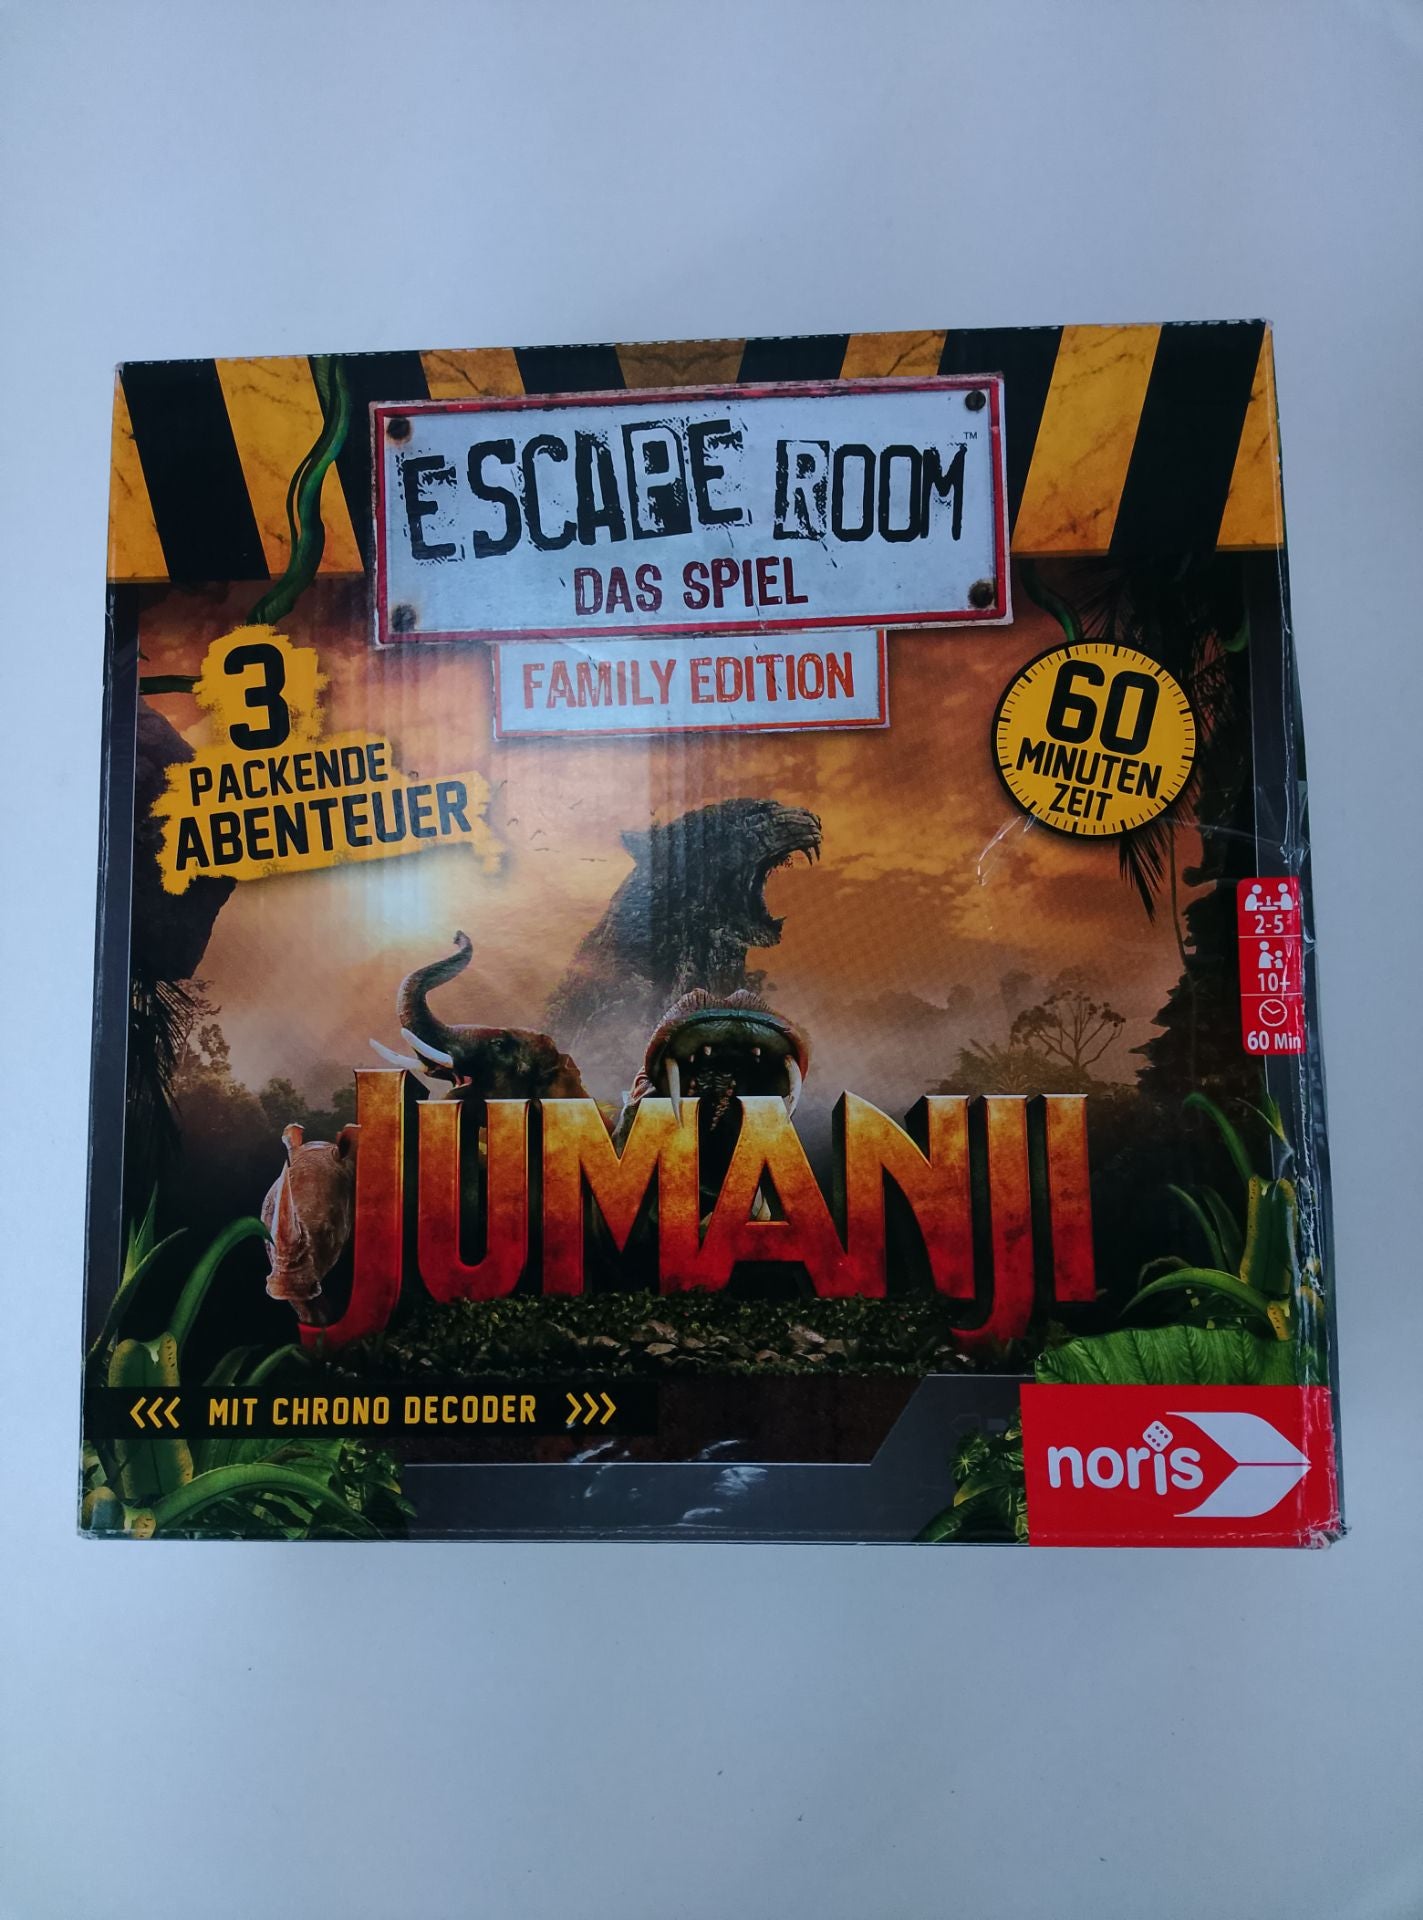 ESCAPE ROOM™
DAS SPIEL
FAMILY EDITION
3
PACKENDE
ABENTEUER
60
MINUTEN
ZEIT
2-5
10+
60 Min
JUMANJI
<<< MIT CHRONO DECODER >>>
noris